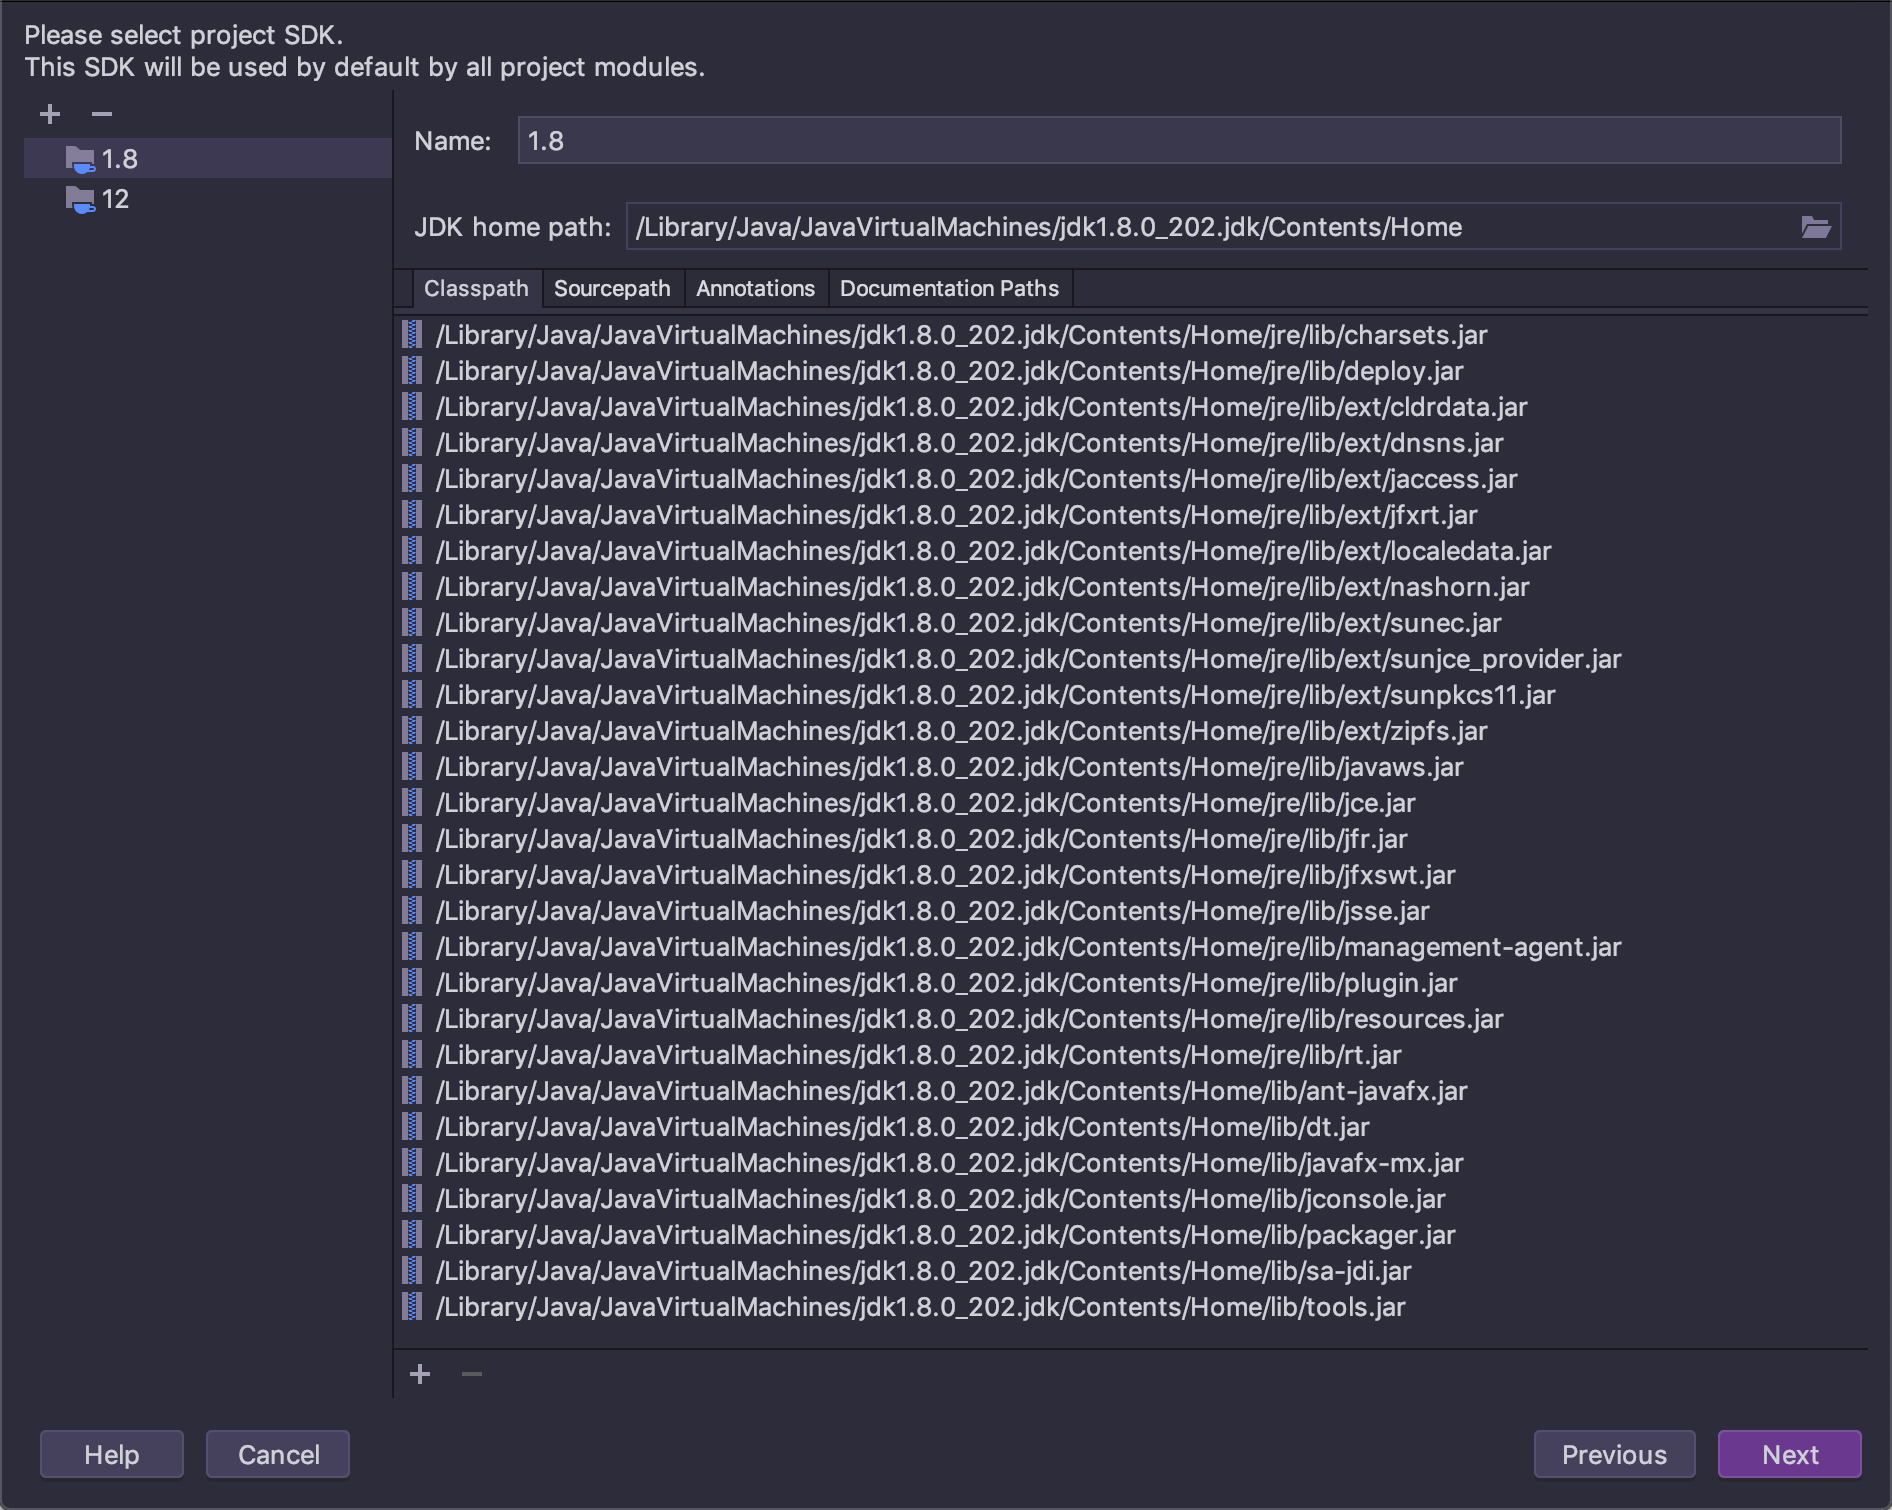 Please select project SDK.
This SDK will be used by default by all project modules.
1.8
12
Name: 1.8
JDK home path: /Library/Java/JavaVirtualMachines/jdk1.8.0_202.jdk/Contents/Home
Classpath Sourcepath Annotations Documentation Paths
/Library/Java/JavaVirtualMachines/jdk1.8.0_202.jdk/Contents/Home/jre/lib/charsets.jar
/Library/Java/JavaVirtualMachines/jdk1.8.0_202.jdk/Contents/Home/jre/lib/deploy.jar
/Library/Java/JavaVirtualMachines/jdk1.8.0_202.jdk/Contents/Home/jre/lib/ext/cldrdata.jar
/Library/Java/JavaVirtualMachines/jdk1.8.0_202.jdk/Contents/Home/jre/lib/ext/dnsns.jar
/Library/Java/JavaVirtualMachines/jdk1.8.0_202.jdk/Contents/Home/jre/lib/ext/jaccess.jar
/Library/Java/JavaVirtualMachines/jdk1.8.0_202.jdk/Contents/Home/jre/lib/ext/jfxrt.jar
/Library/Java/JavaVirtualMachines/jdk1.8.0_202.jdk/Contents/Home/jre/lib/ext/localedata.jar
/Library/Java/JavaVirtualMachines/jdk1.8.0_202.jdk/Contents/Home/jre/lib/ext/nashorn.jar
/Library/Java/JavaVirtualMachines/jdk1.8.0_202.jdk/Contents/Home/jre/lib/ext/sunec.jar
/Library/Java/JavaVirtualMachines/jdk1.8.0_202.jdk/Contents/Home/jre/lib/ext/sunjce_provider.jar
/Library/Java/JavaVirtualMachines/jdk1.8.0_202.jdk/Contents/Home/jre/lib/ext/sunpkcs11.jar
/Library/Java/JavaVirtualMachines/jdk1.8.0_202.jdk/Contents/Home/jre/lib/ext/zipfs.jar
/Library/Java/JavaVirtualMachines/jdk1.8.0_202.jdk/Contents/Home/jre/lib/javaws.jar
/Library/Java/JavaVirtualMachines/jdk1.8.0_202.jdk/Contents/Home/jre/lib/jce.jar
/Library/Java/JavaVirtualMachines/jdk1.8.0_202.jdk/Contents/Home/jre/lib/jfr.jar
/Library/Java/JavaVirtualMachines/jdk1.8.0_202.jdk/Contents/Home/jre/lib/jfxswt.jar
/Library/Java/JavaVirtualMachines/jdk1.8.0_202.jdk/Contents/Home/jre/lib/jsse.jar
/Library/Java/JavaVirtualMachines/jdk1.8.0_202.jdk/Contents/Home/jre/lib/management-agent.jar
/Library/Java/JavaVirtualMachines/jdk1.8.0_202.jdk/Contents/Home/jre/lib/plugin.jar
/Library/Java/JavaVirtualMachines/jdk1.8.0_202.jdk/Contents/Home/jre/lib/resources.jar
/Library/Java/JavaVirtualMachines/jdk1.8.0_202.jdk/Contents/Home/jre/lib/rt.jar
/Library/Java/JavaVirtualMachines/jdk1.8.0_202.jdk/Contents/Home/lib/ant-javafx.jar
/Library/Java/JavaVirtualMachines/jdk1.8.0_202.jdk/Contents/Home/lib/dt.jar
/Library/Java/JavaVirtualMachines/jdk1.8.0_202.jdk/Contents/Home/lib/javafx-mx.jar
/Library/Java/JavaVirtualMachines/jdk1.8.0_202.jdk/Contents/Home/lib/jconsole.jar
/Library/Java/JavaVirtualMachines/jdk1.8.0_202.jdk/Contents/Home/lib/packager.jar
/Library/Java/JavaVirtualMachines/jdk1.8.0_202.jdk/Contents/Home/lib/sa-jdi.jar
/Library/Java/JavaVirtualMachines/jdk1.8.0_202.jdk/Contents/Home/lib/tools.jar
Help Cancel Previous Next